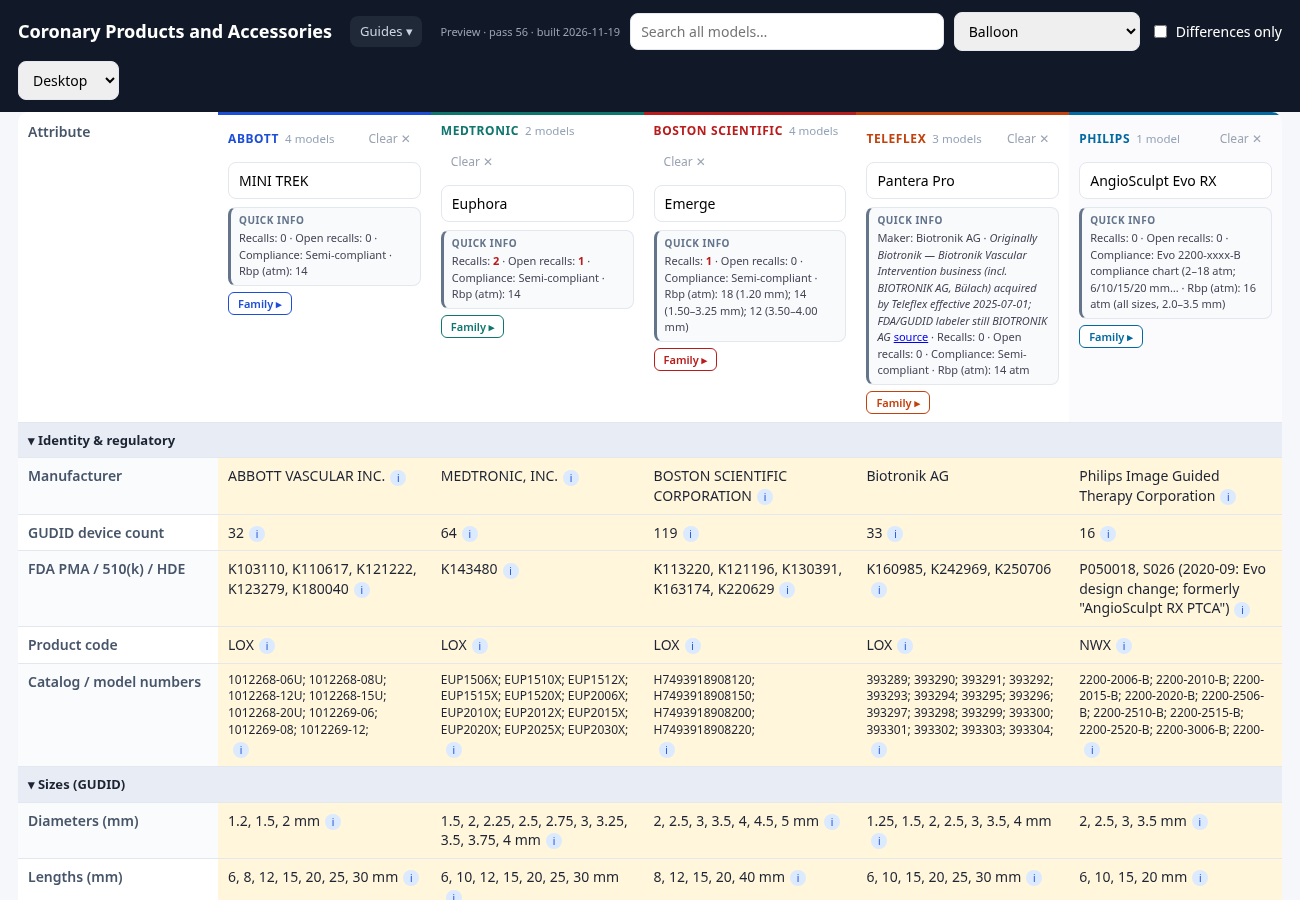 Coronary Products and Accessories
Guides ▾
Preview · pass 56 · built 2026-11-19
Search all models...
Balloon
Differences only
Desktop
Attribute
ABBOTT 4 models Clear ✕
MINI TREK
QUICK INFO
Recalls: 0 · Open recalls: 0 ·
Compliance: Semi-compliant ·
Rbp (atm): 14
Family ▸
MEDTRONIC 2 models
Clear ✕
Euphora
QUICK INFO
Recalls: 2 · Open recalls: 1 ·
Compliance: Semi-compliant ·
Rbp (atm): 14
Family ▸
BOSTON SCIENTIFIC 4 models
Clear ✕
Emerge
QUICK INFO
Recalls: 1 · Open recalls: 0 ·
Compliance: Semi-compliant ·
Rbp (atm): 18 (1.20 mm); 14
(1.50–3.25 mm); 12 (3.50–4.00
mm)
Family ▸
TELEFLEX 3 models Clear ✕
Pantera Pro
QUICK INFO
Maker: Biotronik AG · Originally
Biotronik — Biotronik Vascular
Intervention business (incl.
BIOTRONIK AG, Bülach) acquired
by Teleflex effective 2025-07-01;
FDA/GUDID labeler still BIOTRONIK
AG source · Recalls: 0 · Open
recalls: 0 · Compliance: Semi-
compliant · Rbp (atm): 14 atm
Family ▸
PHILIPS 1 model Clear ✕
AngioSculpt Evo RX
QUICK INFO
Recalls: 0 · Open recalls: 0 ·
Compliance: Evo 2200-xxxx-B
compliance chart (2–18 atm;
6/10/15/20 mm... · Rbp (atm): 16
atm (all sizes, 2.0–3.5 mm)
Family ▸
▾ Identity & regulatory
Manufacturer
ABBOTT VASCULAR INC. i
MEDTRONIC, INC. i
BOSTON SCIENTIFIC
CORPORATION i
Biotronik AG
Philips Image Guided
Therapy Corporation i
GUDID device count
32 i
64 i
119 i
33 i
16 i
FDA PMA / 510(k) / HDE
K103110, K110617, K121222,
K123279, K180040 i
K143480 i
K113220, K121196, K130391,
K163174, K220629 i
K160985, K242969, K250706
i
P050018, S026 (2020-09: Evo
design change; formerly
"AngioSculpt RX PTCA") i
Product code
LOX i
LOX i
LOX i
LOX i
NWX i
Catalog / model numbers
1012268-06U; 1012268-08U;
1012268-12U; 1012268-15U;
1012268-20U; 1012269-06;
1012269-08; 1012269-12;
i
EUP1506X; EUP1510X; EUP1512X;
EUP1515X; EUP1520X; EUP2006X;
EUP2010X; EUP2012X; EUP2015X;
EUP2020X; EUP2025X; EUP2030X;
i
H7493918908120;
H7493918908150;
H7493918908200;
H7493918908220;
i
393289; 393290; 393291; 393292;
393293; 393294; 393295; 393296;
393297; 393298; 393299; 393300;
393301; 393302; 393303; 393304;
i
2200-2006-B; 2200-2010-B; 2200-
2015-B; 2200-2020-B; 2200-2506-
B; 2200-2510-B; 2200-2515-B;
2200-2520-B; 2200-3006-B; 2200-
i
▾ Sizes (GUDID)
Diameters (mm)
1.2, 1.5, 2 mm i
1.5, 2, 2.25, 2.5, 2.75, 3, 3.25,
3.5, 3.75, 4 mm i
2, 2.5, 3, 3.5, 4, 4.5, 5 mm i
1.25, 1.5, 2, 2.5, 3, 3.5, 4 mm
i
2, 2.5, 3, 3.5 mm i
Lengths (mm)
6, 8, 12, 15, 20, 25, 30 mm i
6, 10, 12, 15, 20, 25, 30 mm
i
8, 12, 15, 20, 40 mm i
6, 10, 15, 20, 25, 30 mm i
6, 10, 15, 20 mm i